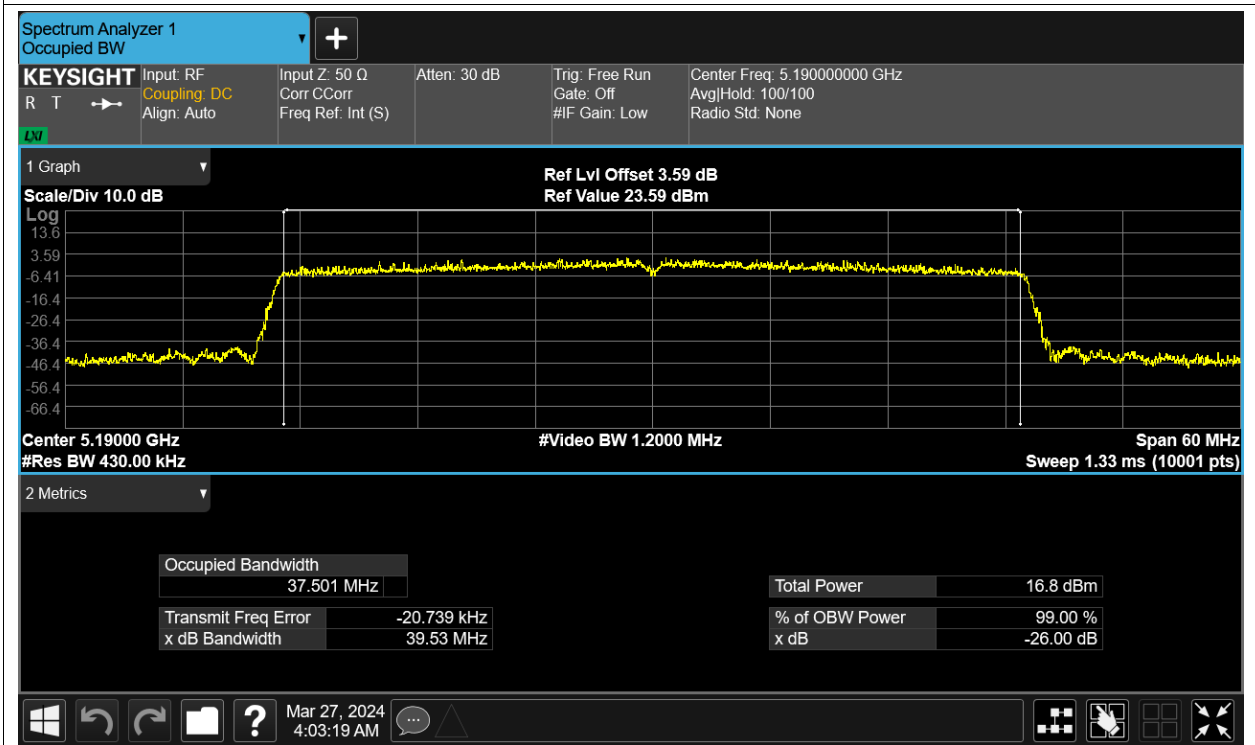 Spectrum Analyzer 1
Occupied BW
KEYSIGHT
R T
LXI
Input: RF
Coupling: DC
Align: Auto
Input Z: 50 Ω
Corr CCorr
Freq Ref: Int (S)
Atten: 30 dB
Trig: Free Run
Gate: Off
#IF Gain: Low
Center Freq: 5.190000000 GHz
Avg|Hold: 100/100
Radio Std: None
1 Graph
Scale/Div 10.0 dB
Ref Lvl Offset 3.59 dB
Ref Value 23.59 dBm
Log
13.6
3.59
-6.41
-16.4
-26.4
-36.4
-46.4
-56.4
-66.4
Center 5.19000 GHz
#Video BW 1.2000 MHz
Span 60 MHz
#Res BW 430.00 kHz
Sweep 1.33 ms (10001 pts)
2 Metrics
Occupied Bandwidth
37.501 MHz
Total Power 16.8 dBm
Transmit Freq Error -20.739 kHz
% of OBW Power 99.00 %
x dB Bandwidth 39.53 MHz
x dB -26.00 dB
?
Mar 27, 2024
4:03:19 AM